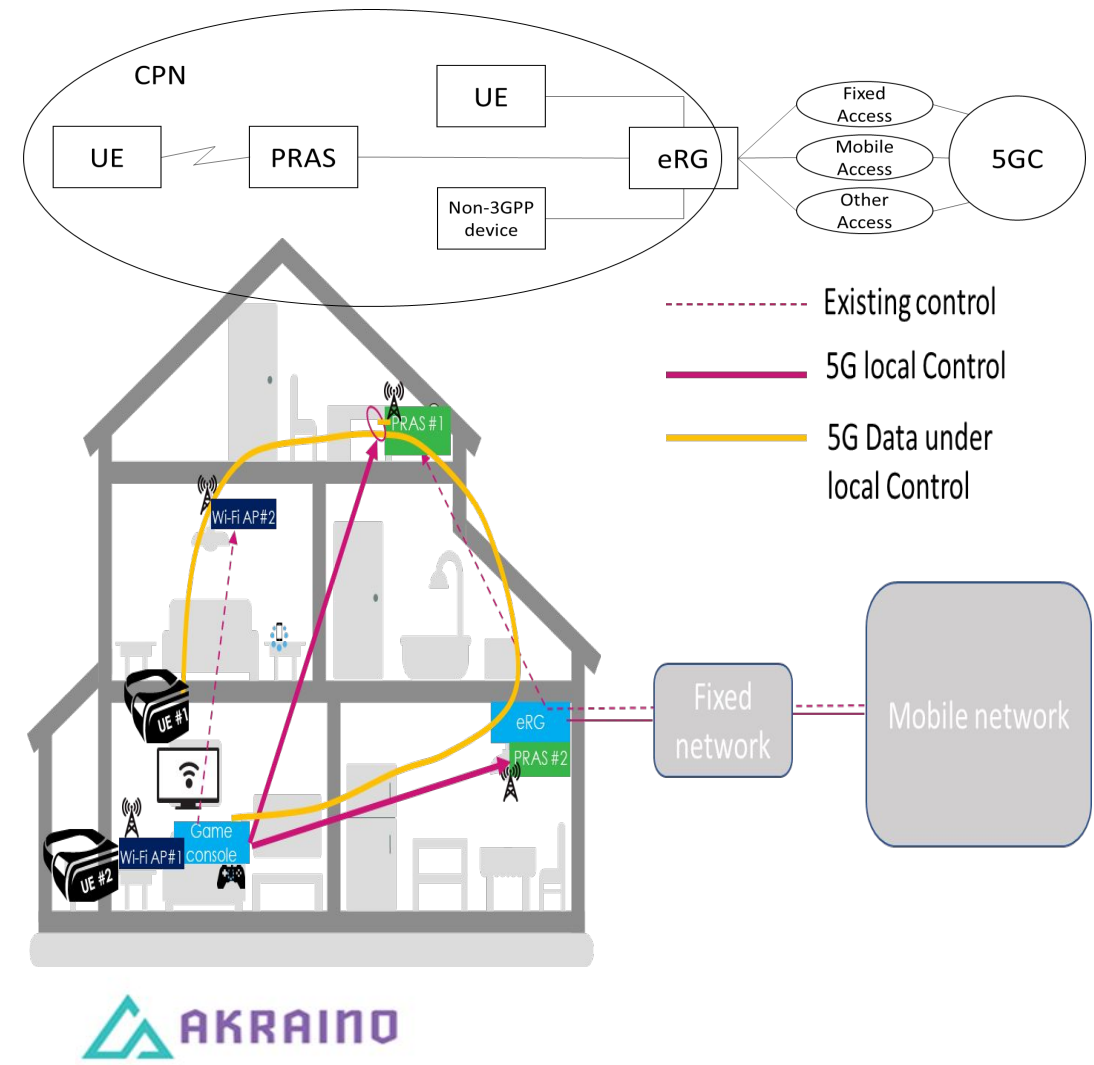 CPN
UE
UE
PRAS
Non-3GPP
device
eRG
Fixed
Access
Mobile
Access
Other
Access
5GC
Existing control
5G local Control
5G Data under
local Control
PRAS #1
Wi-Fi AP#2
UE #1
eRG
PRAS #2
Game
console
Wi-Fi AP#1
UE #2
Fixed
network
Mobile network
AKRAINO